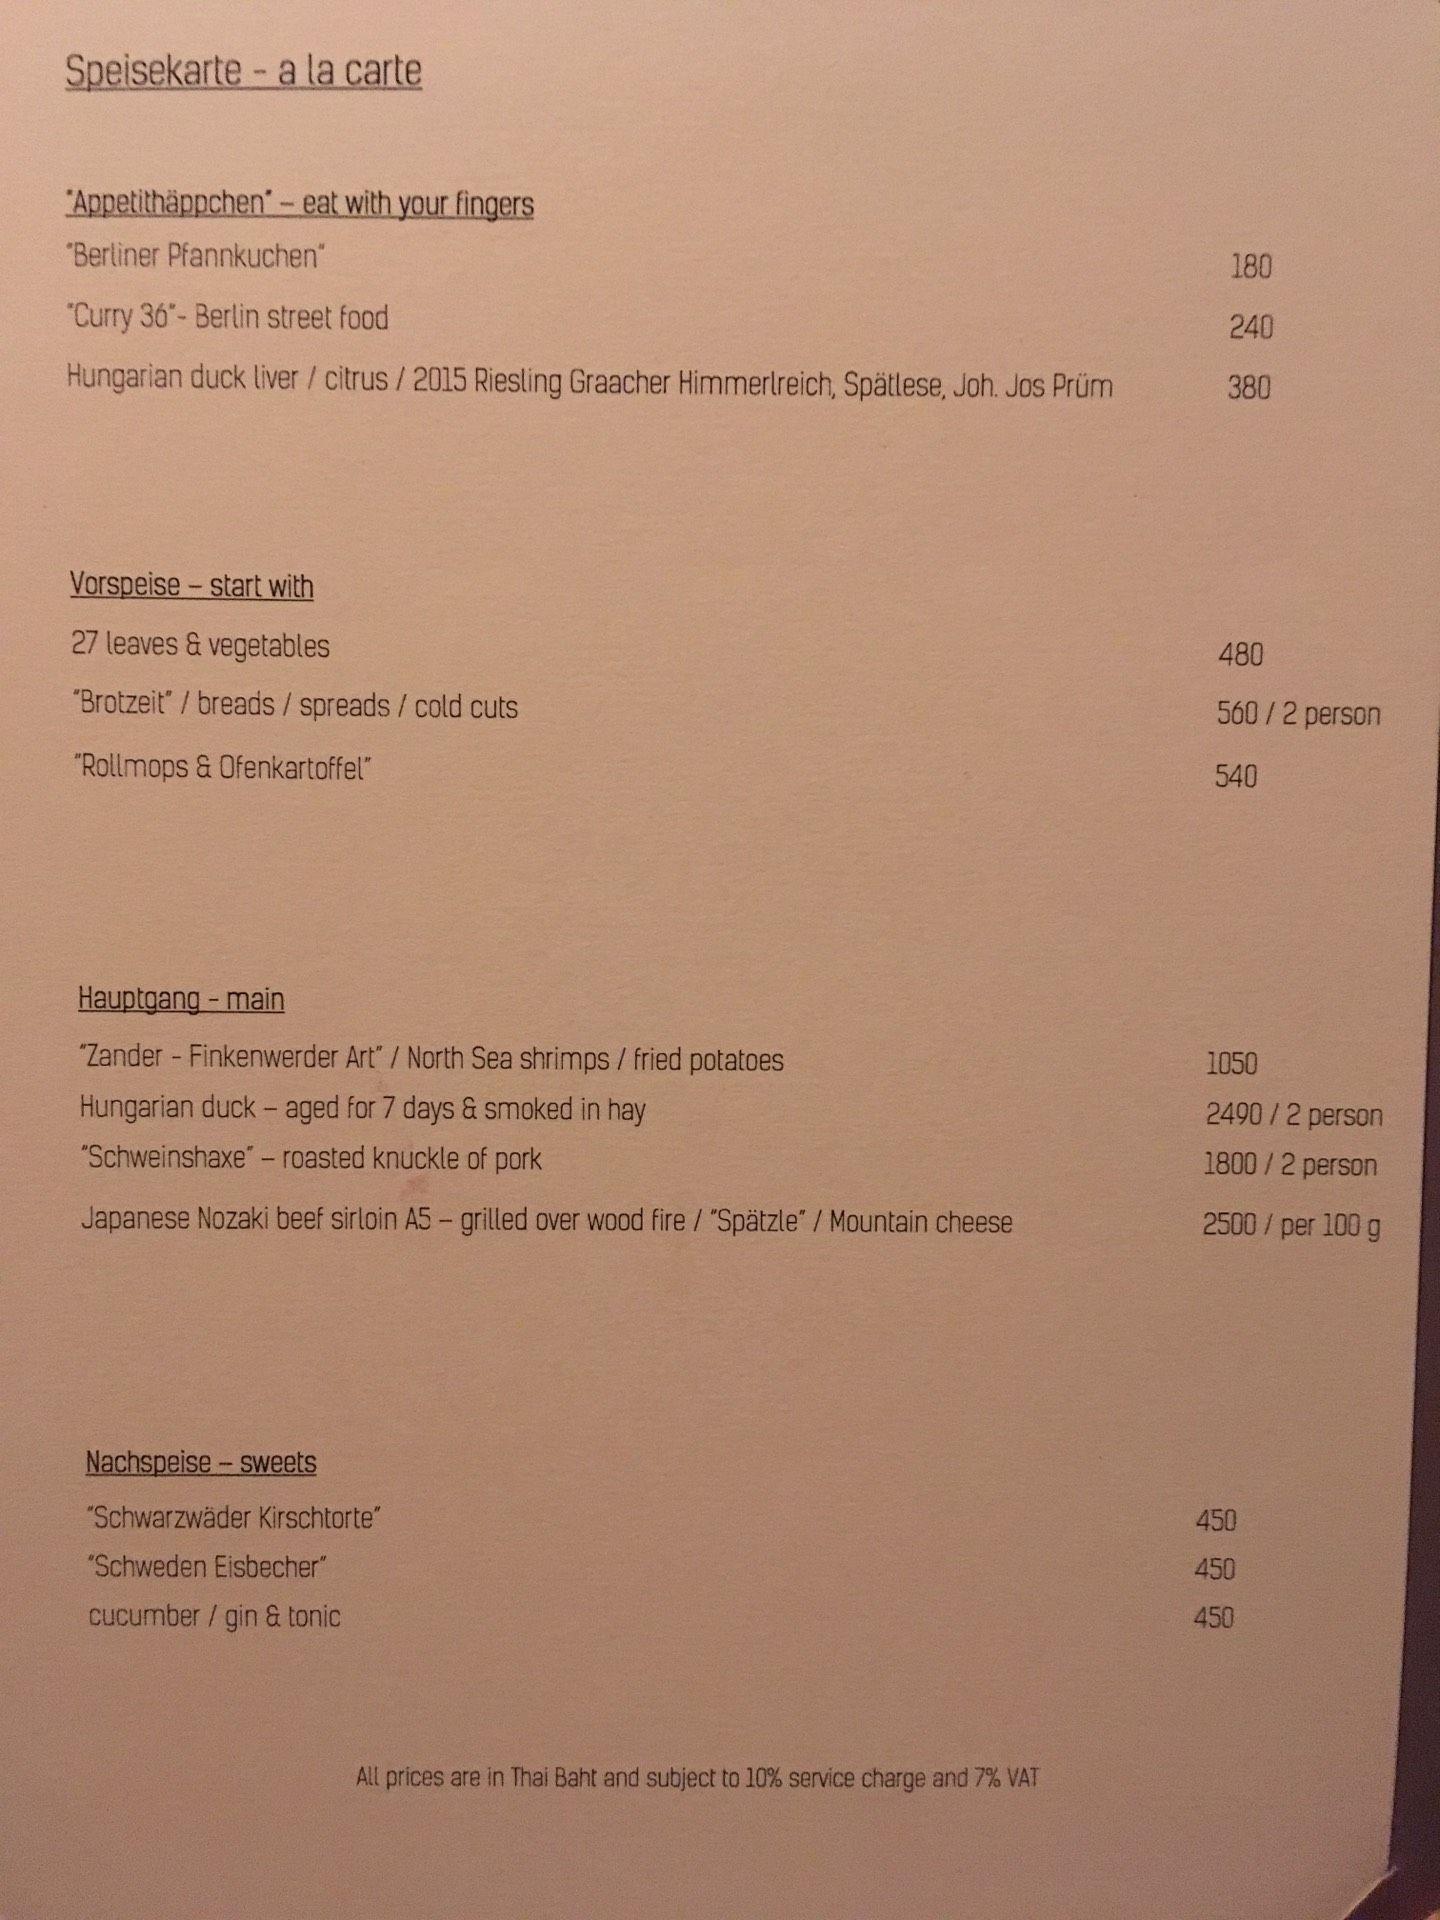 Speisekarte - a la carte
"Appetithäppchen" – eat with your fingers
"Berliner Pfannkuchen" 180
"Curry 36"- Berlin street food 240
Hungarian duck liver / citrus / 2015 Riesling Graacher Himmerlreich, Spätlese, Joh. Jos Prüm 380
Vorspeise – start with
27 leaves & vegetables 480
"Brotzeit" / breads / spreads / cold cuts 560 / 2 person
"Rollmops & Ofenkartoffel" 540
Hauptgang - main
"Zander - Finkenwerder Art" / North Sea shrimps / fried potatoes 1050
Hungarian duck – aged for 7 days & smoked in hay 2490 / 2 person
"Schweinshaxe" – roasted knuckle of pork 1800 / 2 person
Japanese Nozaki beef sirloin A5 – grilled over wood fire / "Spätzle" / Mountain cheese 2500 / per 100 g
Nachspeise – sweets
"Schwarzwäder Kirschtorte" 450
"Schweden Eisbecher" 450
cucumber / gin & tonic 450
All prices are in Thai Baht and subject to 10% service charge and 7% VAT